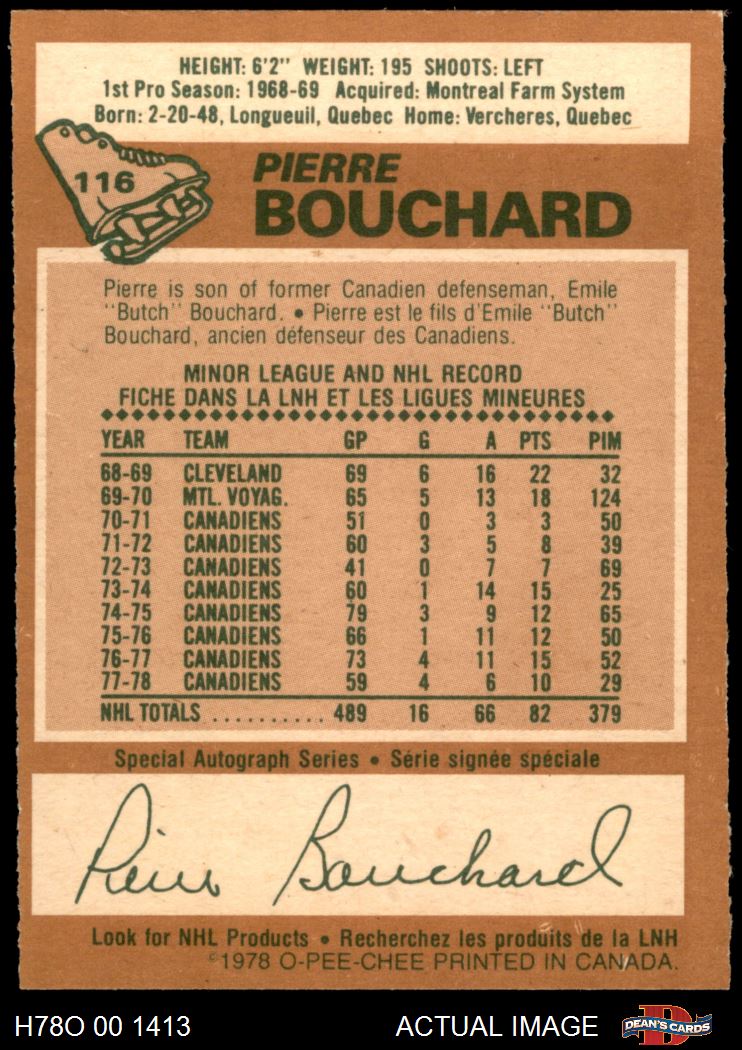 HEIGHT: 6'2" WEIGHT: 195 SHOOTS: LEFT
1st Pro Season: 1968-69 Acquired: Montreal Farm System
Born: 2-20-48, Longueuil, Quebec Home: Vercheres, Quebec
116
PIERRE
BOUCHARD
Pierre is son of former Canadien defenseman, Emile
"Butch" Bouchard. • Pierre est le fils d'Emile "Butch"
Bouchard, ancien défenseur des Canadiens.
MINOR LEAGUE AND NHL RECORD
FICHE DANS LA LNH ET LES LIGUES MINEURES
YEAR TEAM GP G A PTS PIM
68-69 CLEVELAND 69 6 16 22 32
69-70 MTL. VOYAG. 65 5 13 18 124
70-71 CANADIENS 51 0 3 3 50
71-72 CANADIENS 60 3 5 8 39
72-73 CANADIENS 41 0 7 7 69
73-74 CANADIENS 60 1 14 15 25
74-75 CANADIENS 79 3 9 12 65
75-76 CANADIENS 66 1 11 12 50
76-77 CANADIENS 73 4 11 15 52
77-78 CANADIENS 59 4 6 10 29
NHL TOTALS .......... 489 16 66 82 379
Special Autograph Series • Série signée spéciale
Pierre Bouchard
Look for NHL Products • Recherchez les produits de la LNH
©1978 O-PEE-CHEE PRINTED IN CANADA.
H78O 00 1413 ACTUAL IMAGE D DEAN'S CARDS